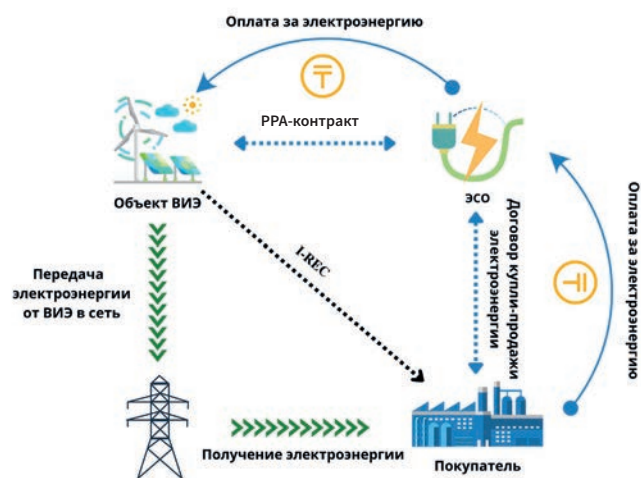 Оплата за электроэнергию
₸
PPA-контракт
Объект ВИЭ
ЭСО
Передача
электроэнергии
от ВИЭ в сеть
I-REC
Договор купли-продажи
электроэнергии
₸
Оплата за электроэнергию
Получение электроэнергии
Покупатель